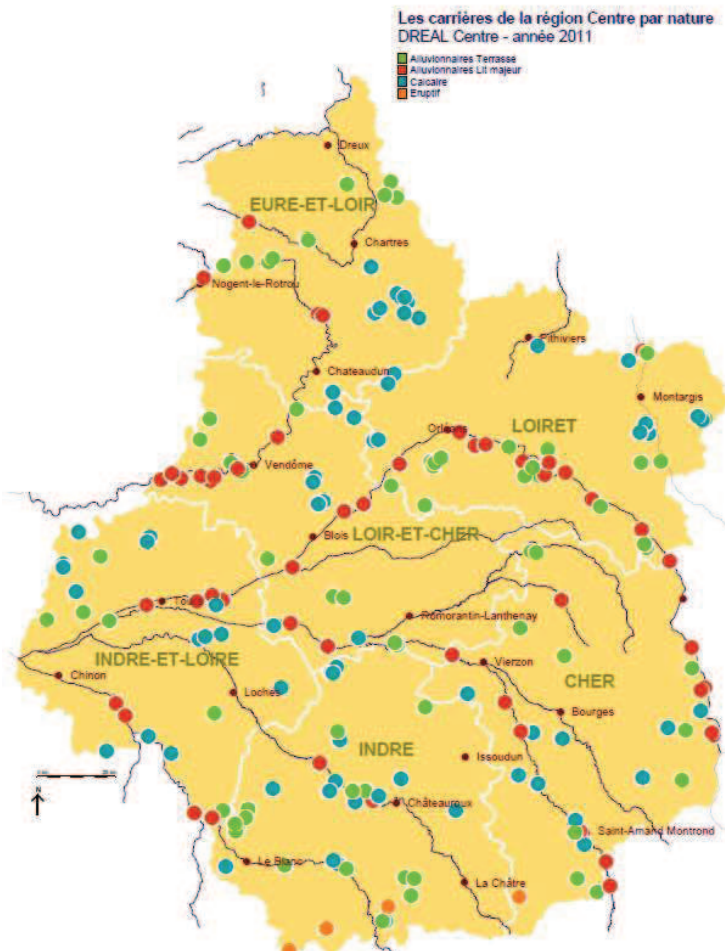 Les carrières de la région Centre par nature
DREAL Centre - année 2011
Alluvionnaires Terrasse
Alluvionnaires Lit majeur
Calcaire
Eruptif
Dreux
EURE-ET-LOIR
Chartres
Nogent-le-Rotrou
Pithiviers
Chateaudun
Montargis
Orléans
LOIRET
Vendôme
LOIR-ET-CHER
Blois
Romorantin-Lanthenay
INDRE-ET-LOIRE
Vierzon
Chinon
CHER
Loches
Bourges
INDRE
Issoudun
N
Châteauroux
Saint-Amand Montrond
Le Blanc
La Châtre